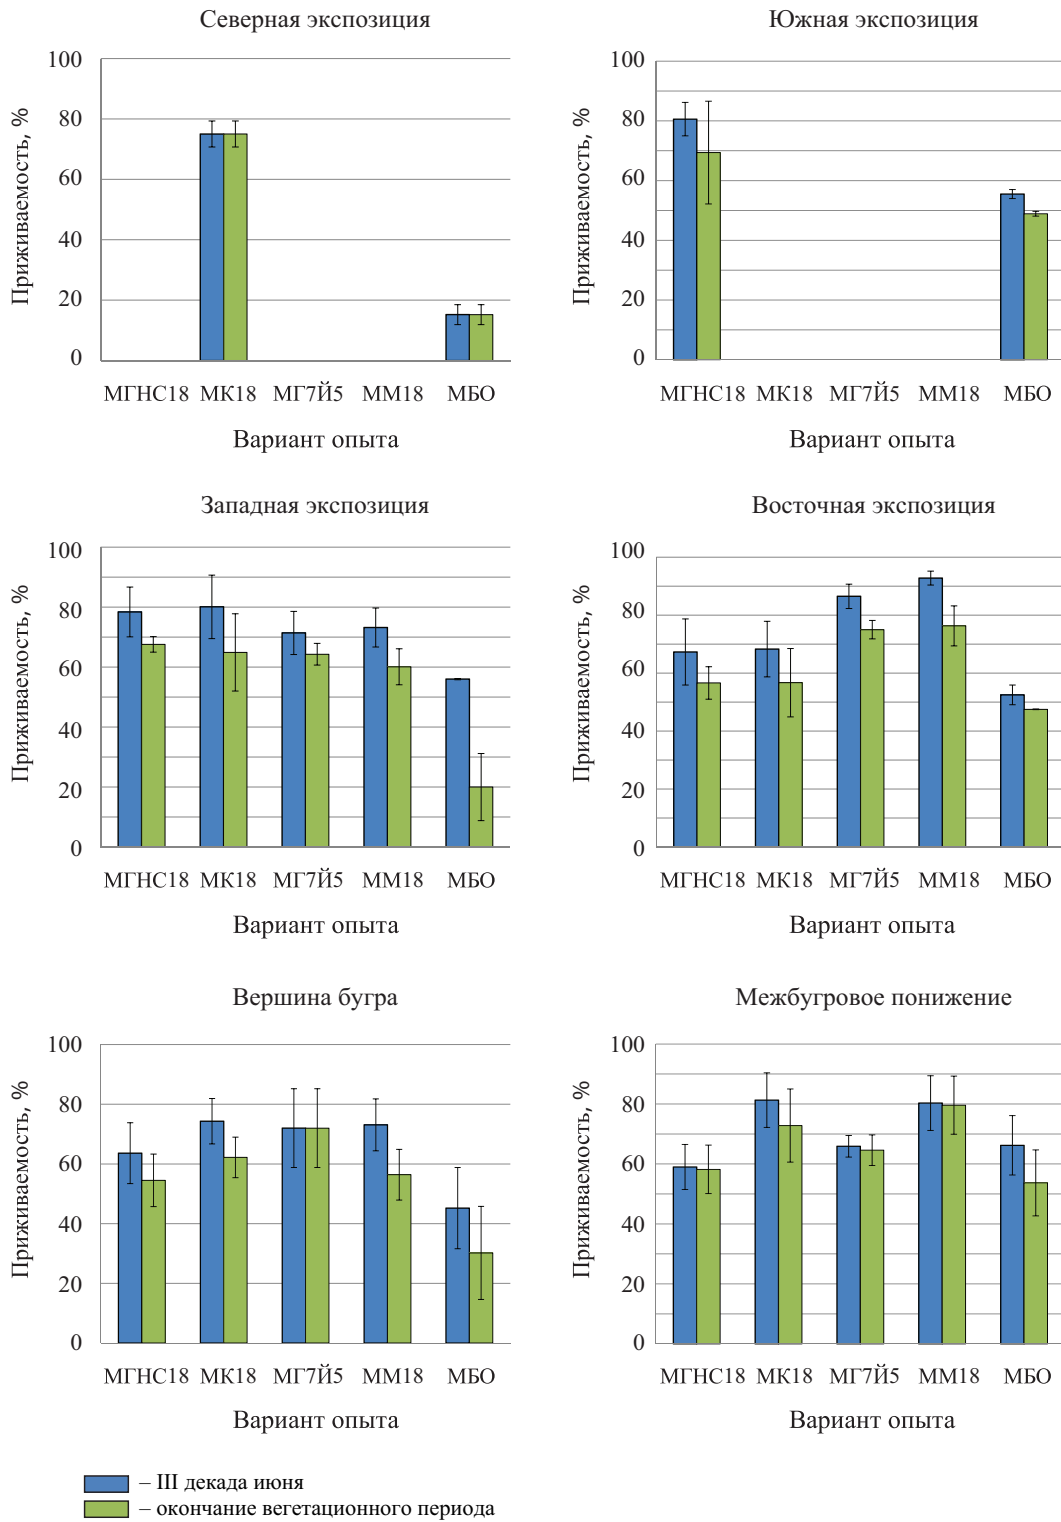 Северная экспозиция
Приживаемость, %
100
80
60
40
20
0
МГНС18 МК18 МГ7Й5 ММ18 МБО
Вариант опыта
Южная экспозиция
Приживаемость, %
100
80
60
40
20
0
МГНС18 МК18 МГ7Й5 ММ18 МБО
Вариант опыта
Западная экспозиция
Приживаемость, %
100
80
60
40
20
0
МГНС18 МК18 МГ7Й5 ММ18 МБО
Вариант опыта
Восточная экспозиция
Приживаемость, %
100
80
60
40
20
0
МГНС18 МК18 МГ7Й5 ММ18 МБО
Вариант опыта
Вершина бугра
Приживаемость, %
100
80
60
40
20
0
МГНС18 МК18 МГ7Й5 ММ18 МБО
Вариант опыта
Межбугровое понижение
Приживаемость, %
100
80
60
40
20
0
МГНС18 МК18 МГ7Й5 ММ18 МБО
Вариант опыта
– III декада июня
– окончание вегетационного периода